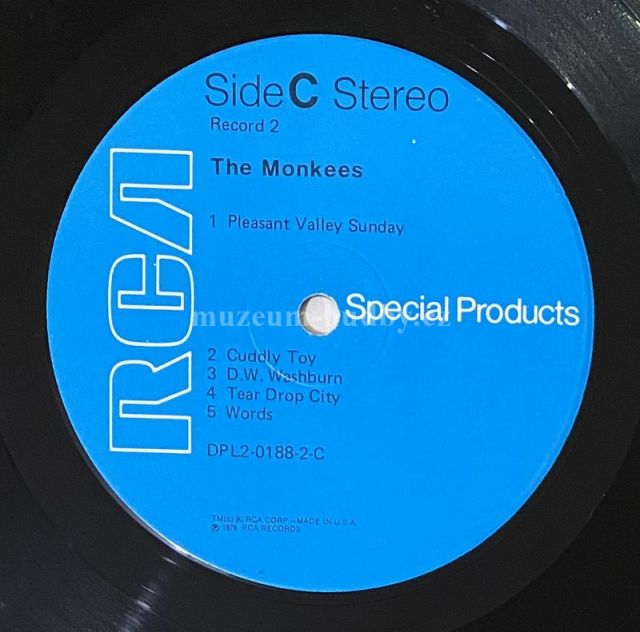 Side C Stereo
Record 2
The Monkees
1 Pleasant Valley Sunday
RCA
Special Products
2 Cuddly Toy
3 D.W. Washburn
4 Tear Drop City
5 Words
DPL2-0188-2-C
TM(s) ® RCA CORP.—MADE IN U.S.A.
℗ 1976 RCA RECORDS